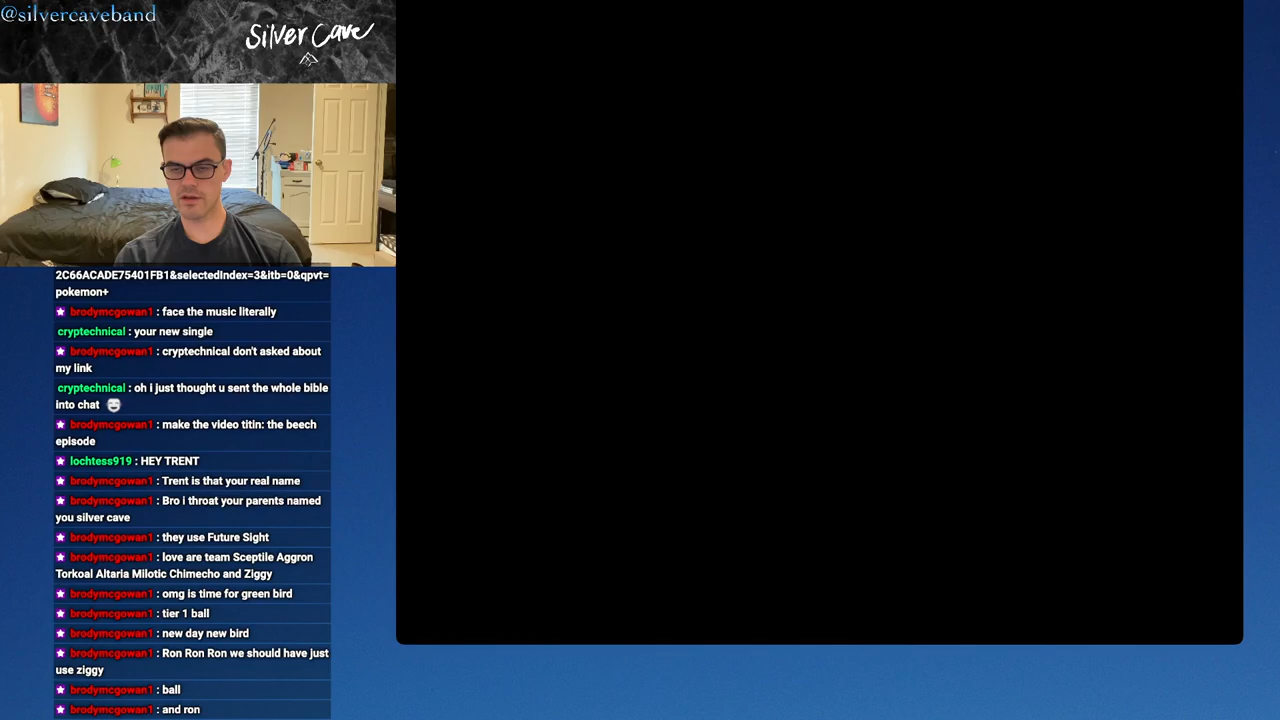 @silvercaveband
Silver Cave
2C66ACADE75401FB1&selectedIndex=3&itb=0&qpvt=
pokemon+
brodymcgowan1 : face the music literally
cryptechnical : your new single
brodymcgowan1 : cryptechnical don't asked about
my link
cryptechnical : oh i just thought u sent the whole bible
into chat
brodymcgowan1 : make the video titin: the beech
episode
lochtess919 : HEY TRENT
brodymcgowan1 : Trent is that your real name
brodymcgowan1 : Bro i throat your parents named
you silver cave
brodymcgowan1 : they use Future Sight
brodymcgowan1 : love are team Sceptile Aggron
Torkoal Altaria Milotic Chimecho and Ziggy
brodymcgowan1 : omg is time for green bird
brodymcgowan1 : tier 1 ball
brodymcgowan1 : new day new bird
brodymcgowan1 : Ron Ron Ron we should have just
use ziggy
brodymcgowan1 : ball
brodymcgowan1 : and ron